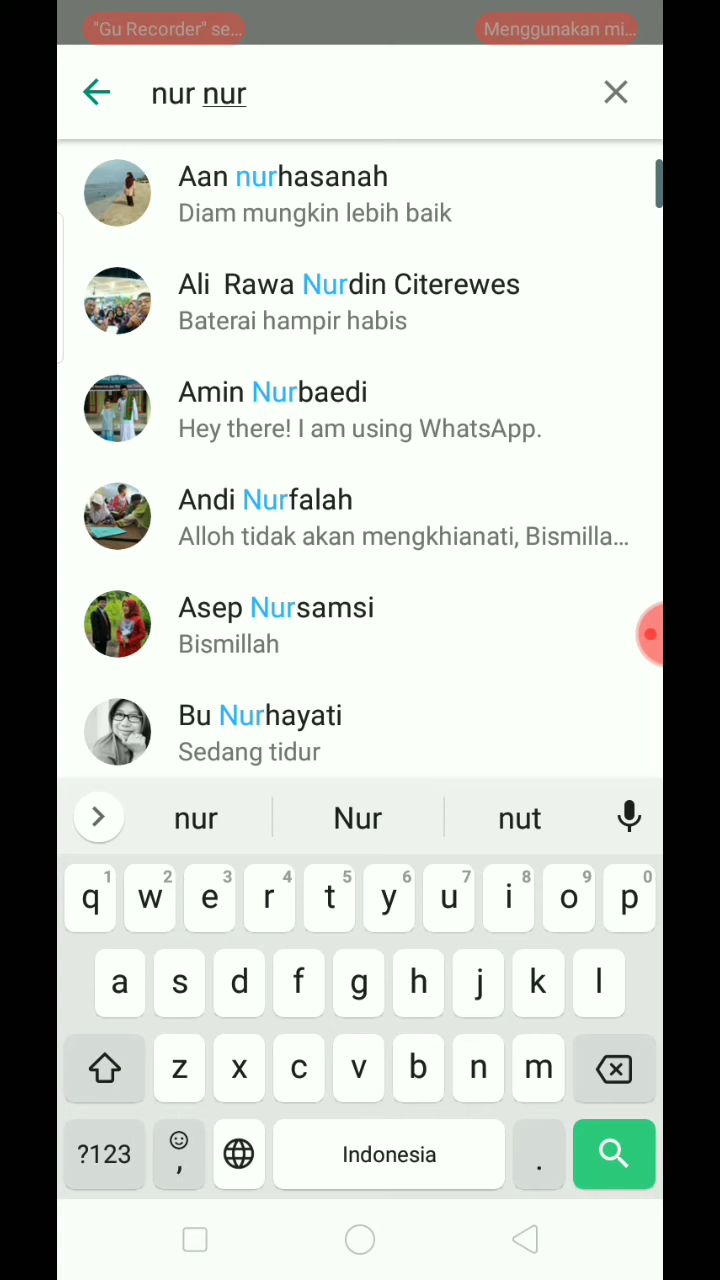 "Gu Recorder" se...
Menggunakan mi...
nur nur
Aan nurhasanah
Diam mungkin lebih baik
Ali Rawa Nurdin Citerewes
Baterai hampir habis
Amin Nurbaedi
Hey there! I am using WhatsApp.
Andi Nurfalah
Alloh tidak akan mengkhianati, Bismilla...
Asep Nursamsi
Bismillah
Bu Nurhayati
Sedang tidur
nur Nur nut
1 2 3 4 5 6 7 8 9 0
q w e r t y u i o p
a s d f g h j k l
z x c v b n m
?123 , Indonesia .